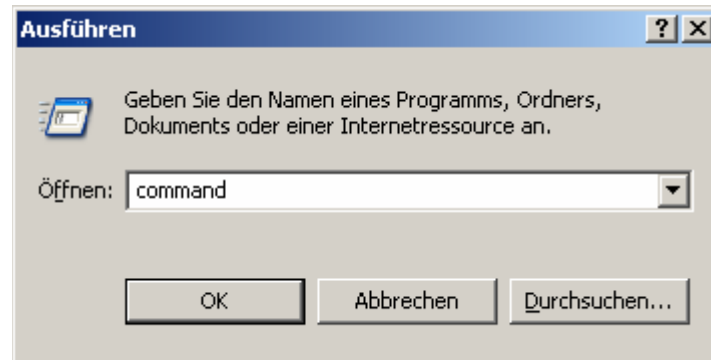 Ausführen
Geben Sie den Namen eines Programms, Ordners,
Dokuments oder einer Internetressource an.
Öffnen: command
OK Abbrechen Durchsuchen...